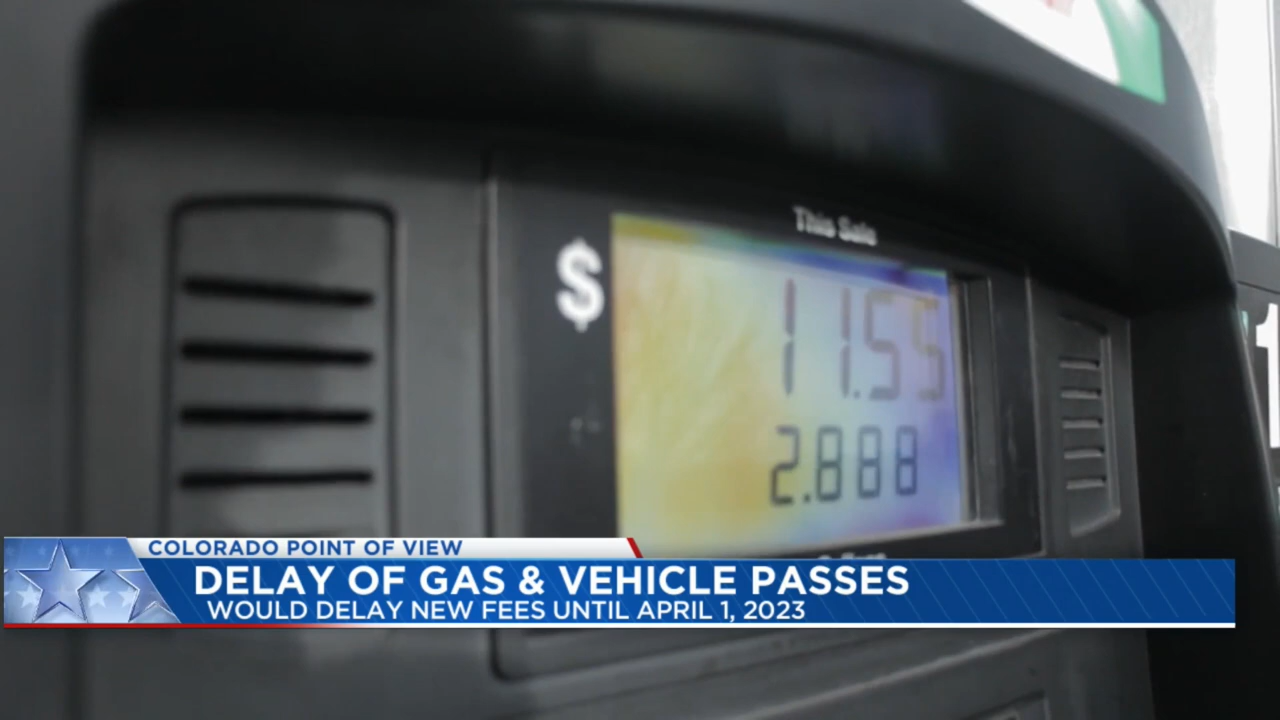 This Sale
$
11.55
2.888
COLORADO POINT OF VIEW
DELAY OF GAS & VEHICLE PASSES
WOULD DELAY NEW FEES UNTIL APRIL 1, 2023